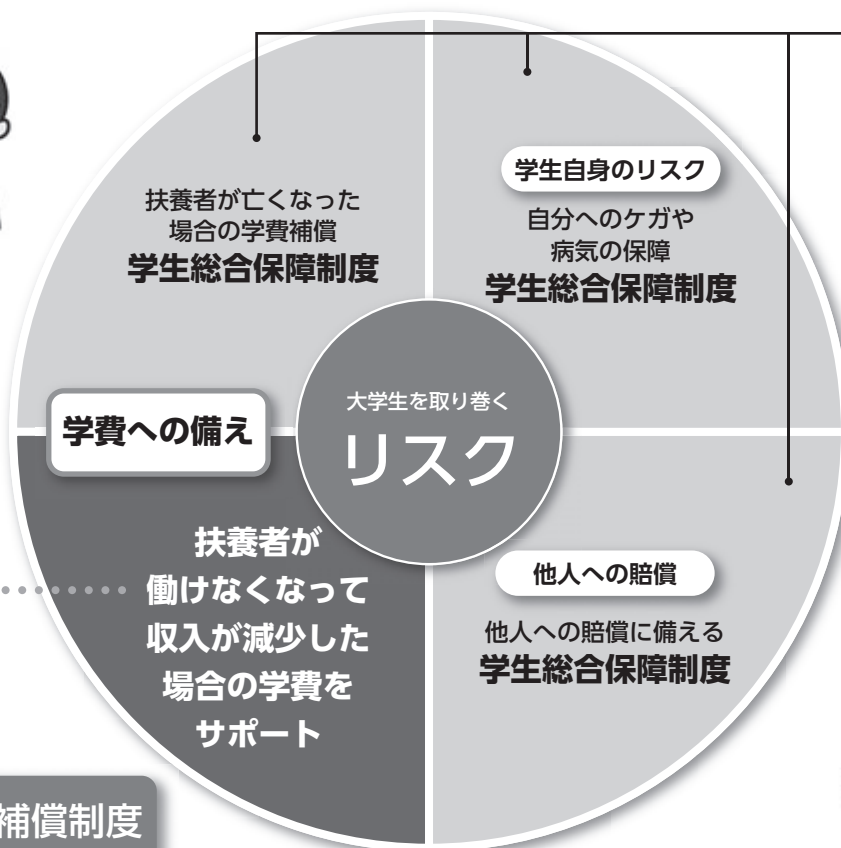 扶養者が亡くなった
場合の学費補償
学生総合保障制度
学生自身のリスク
自分へのケガや
病気の保障
学生総合保障制度
大学生を取り巻く
リスク
学費への備え
扶養者が
働けなくなって
収入が減少した
場合の学費を
サポート
他人への賠償
他人への賠償に備える
学生総合保障制度
補償制度